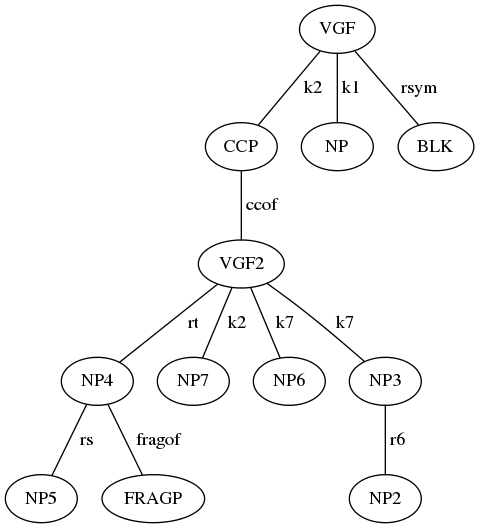 VGF
k2 k1 rsym
CCP NP BLK
ccof
VGF2
rt k2 k7 k7
NP4 NP7 NP6 NP3
rs fragof r6
NP5 FRAGP NP2